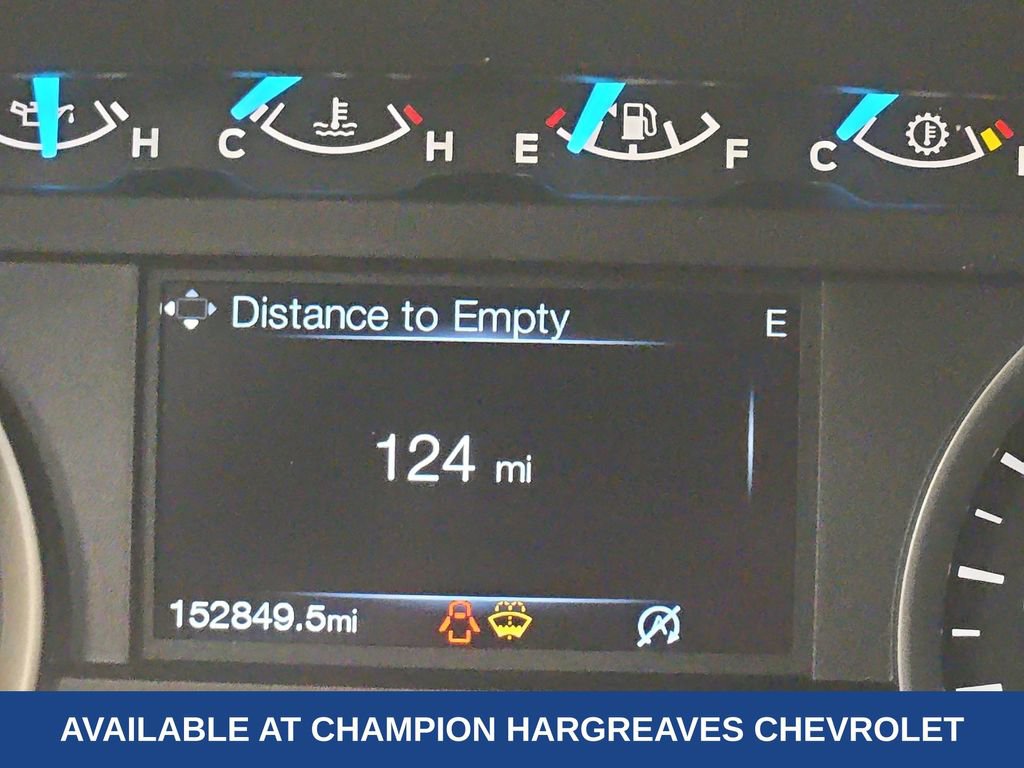 H C H E F C
Distance to Empty E
124 mi
152849.5mi
AVAILABLE AT CHAMPION HARGREAVES CHEVROLET